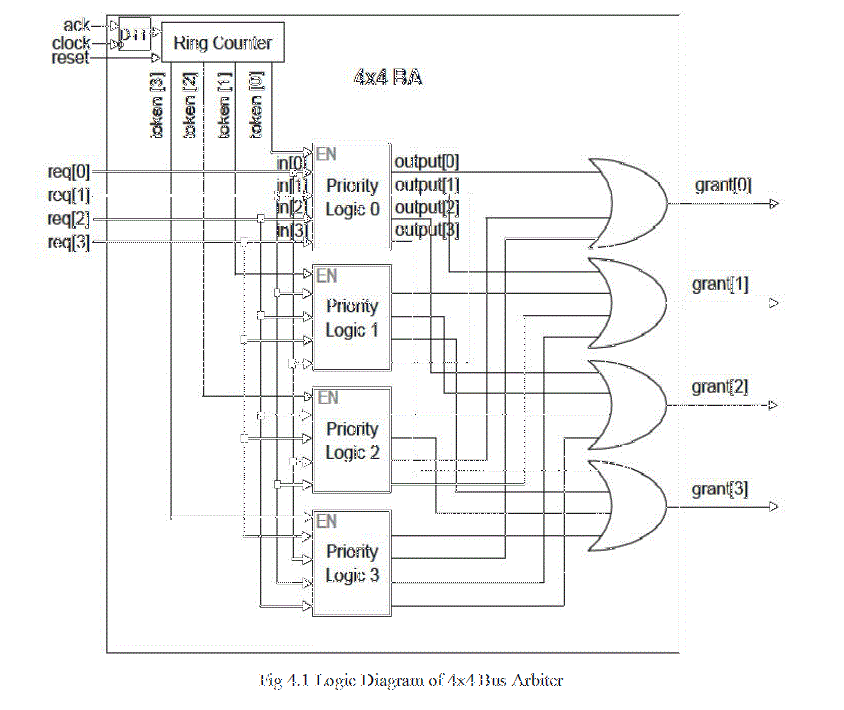 ack
clock
reset
Ring Counter
4x4 BA
token [3]
token [2]
token [1]
token [0]
req[0]
req[1]
req[2]
req[3]
in[0]
in[1]
in[2]
in[3]
EN
Priority
Logic 0
output[0]
output[1]
output[2]
output[3]
EN
Priority
Logic 1
EN
Priority
Logic 2
EN
Priority
Logic 3
grant[0]
grant[1]
grant[2]
grant[3]
Fig 4.1 Logic Diagram of 4x4 Bus Arbiter